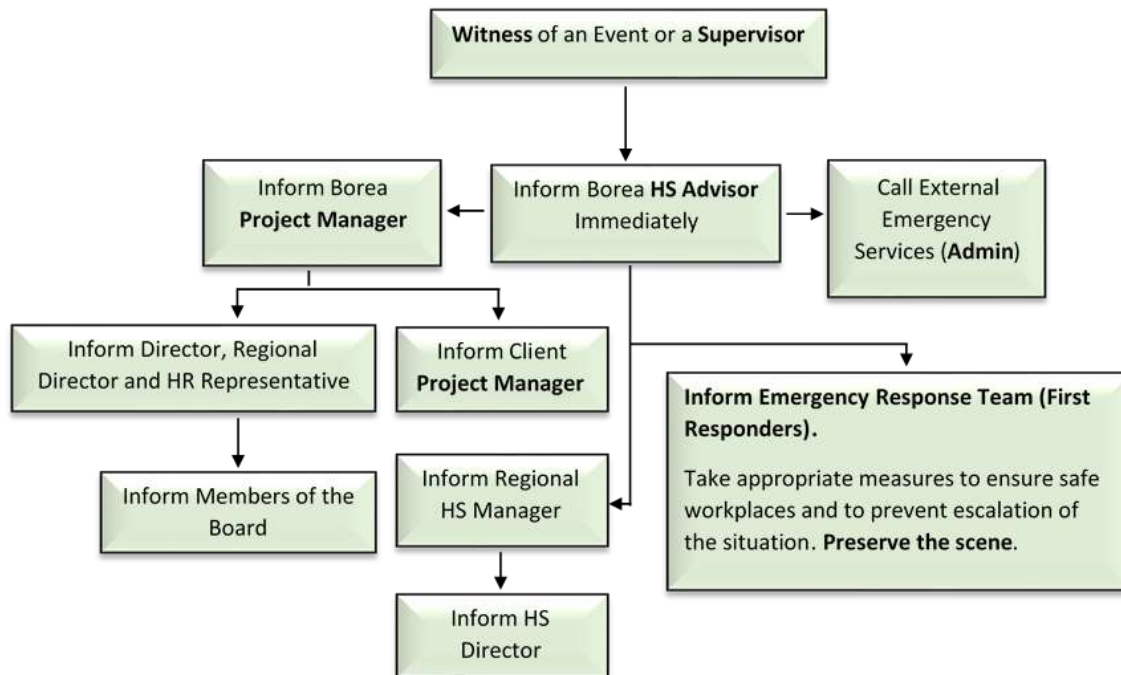 Witness of an Event or a Supervisor
Inform Borea
Project Manager
Inform Borea HS Advisor
Immediately
Call External
Emergency
Services (Admin)
Inform Director, Regional
Director and HR Representative
Inform Client
Project Manager
Inform Emergency Response Team (First
Responders).
Take appropriate measures to ensure safe
workplaces and to prevent escalation of
the situation. Preserve the scene.
Inform Members of the
Board
Inform Regional
HS Manager
Inform HS
Director